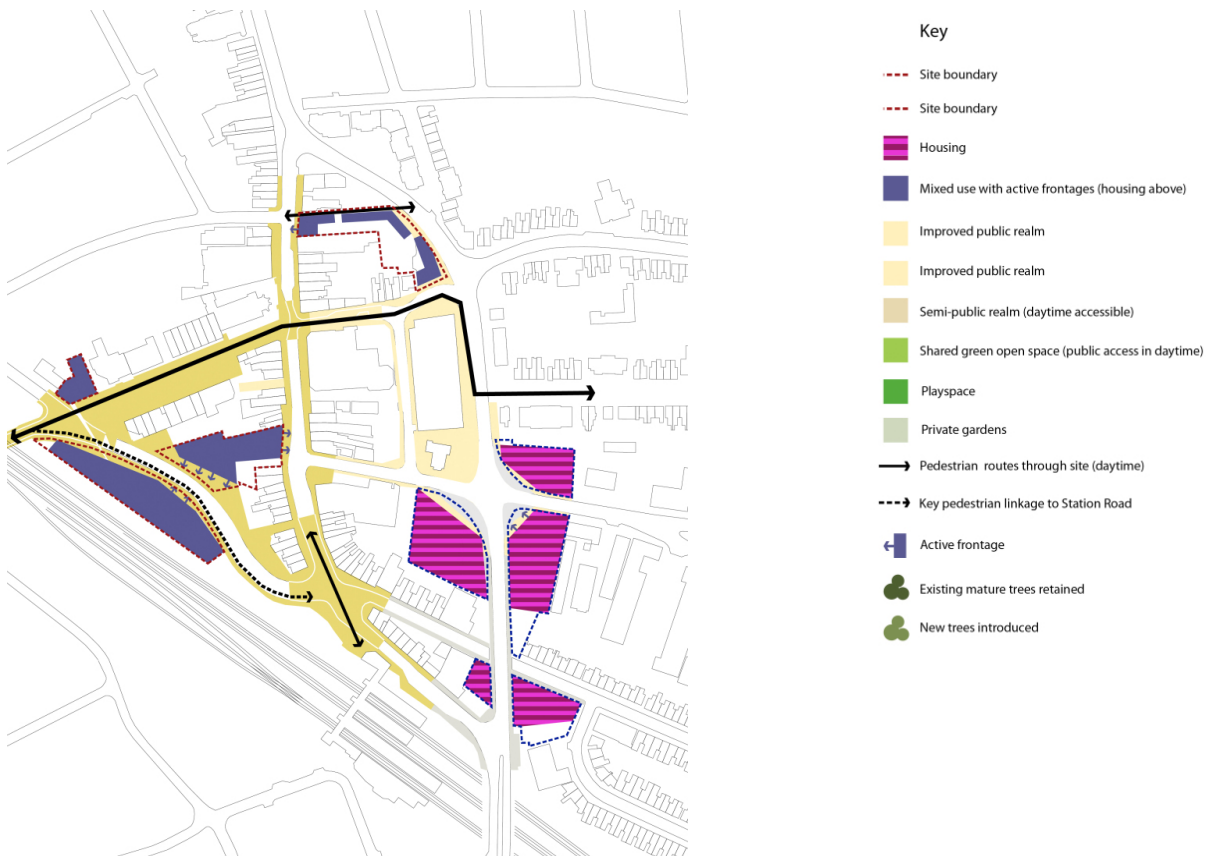 Key
Site boundary
Site boundary
Housing
Mixed use with active frontages (housing above)
Improved public realm
Improved public realm
Semi-public realm (daytime accessible)
Shared green open space (public access in daytime)
Playspace
Private gardens
Pedestrian routes through site (daytime)
Key pedestrian linkage to Station Road
Active frontage
Existing mature trees retained
New trees introduced